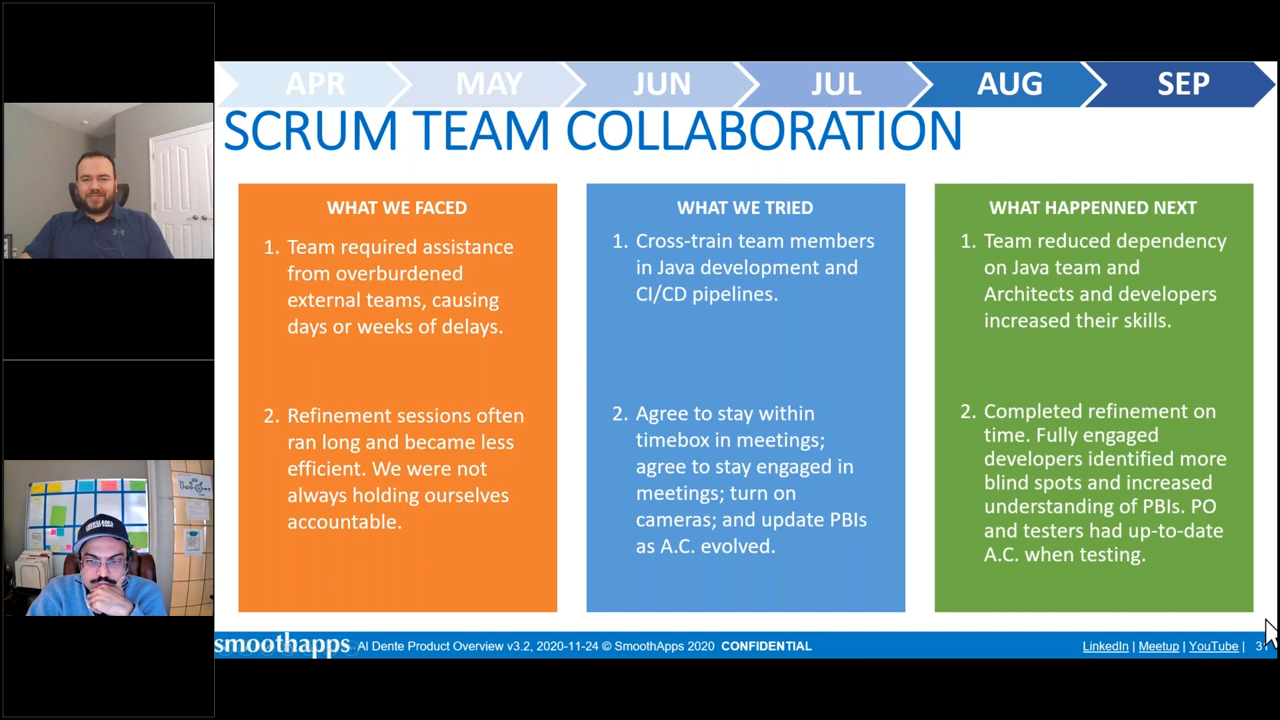 APR MAY JUN JUL AUG SEP
SCRUM TEAM COLLABORATION
WHAT WE FACED
1. Team required assistance
from overburdened
external teams, causing
days or weeks of delays.
2. Refinement sessions often
ran long and became less
efficient. We were not
always holding ourselves
accountable.
WHAT WE TRIED
1. Cross-train team members
in Java development and
CI/CD pipelines.
2. Agree to stay within
timebox in meetings;
agree to stay engaged in
meetings; turn on
cameras; and update PBIs
as A.C. evolved.
WHAT HAPPENNED NEXT
1. Team reduced dependency
on Java team and
Architects and developers
increased their skills.
2. Completed refinement on
time. Fully engaged
developers identified more
blind spots and increased
understanding of PBIs. PO
and testers had up-to-date
A.C. when testing.
smoothapps Al Dente Product Overview v3.2, 2020-11-24 © SmoothApps 2020 CONFIDENTIAL LinkedIn | Meetup | YouTube |